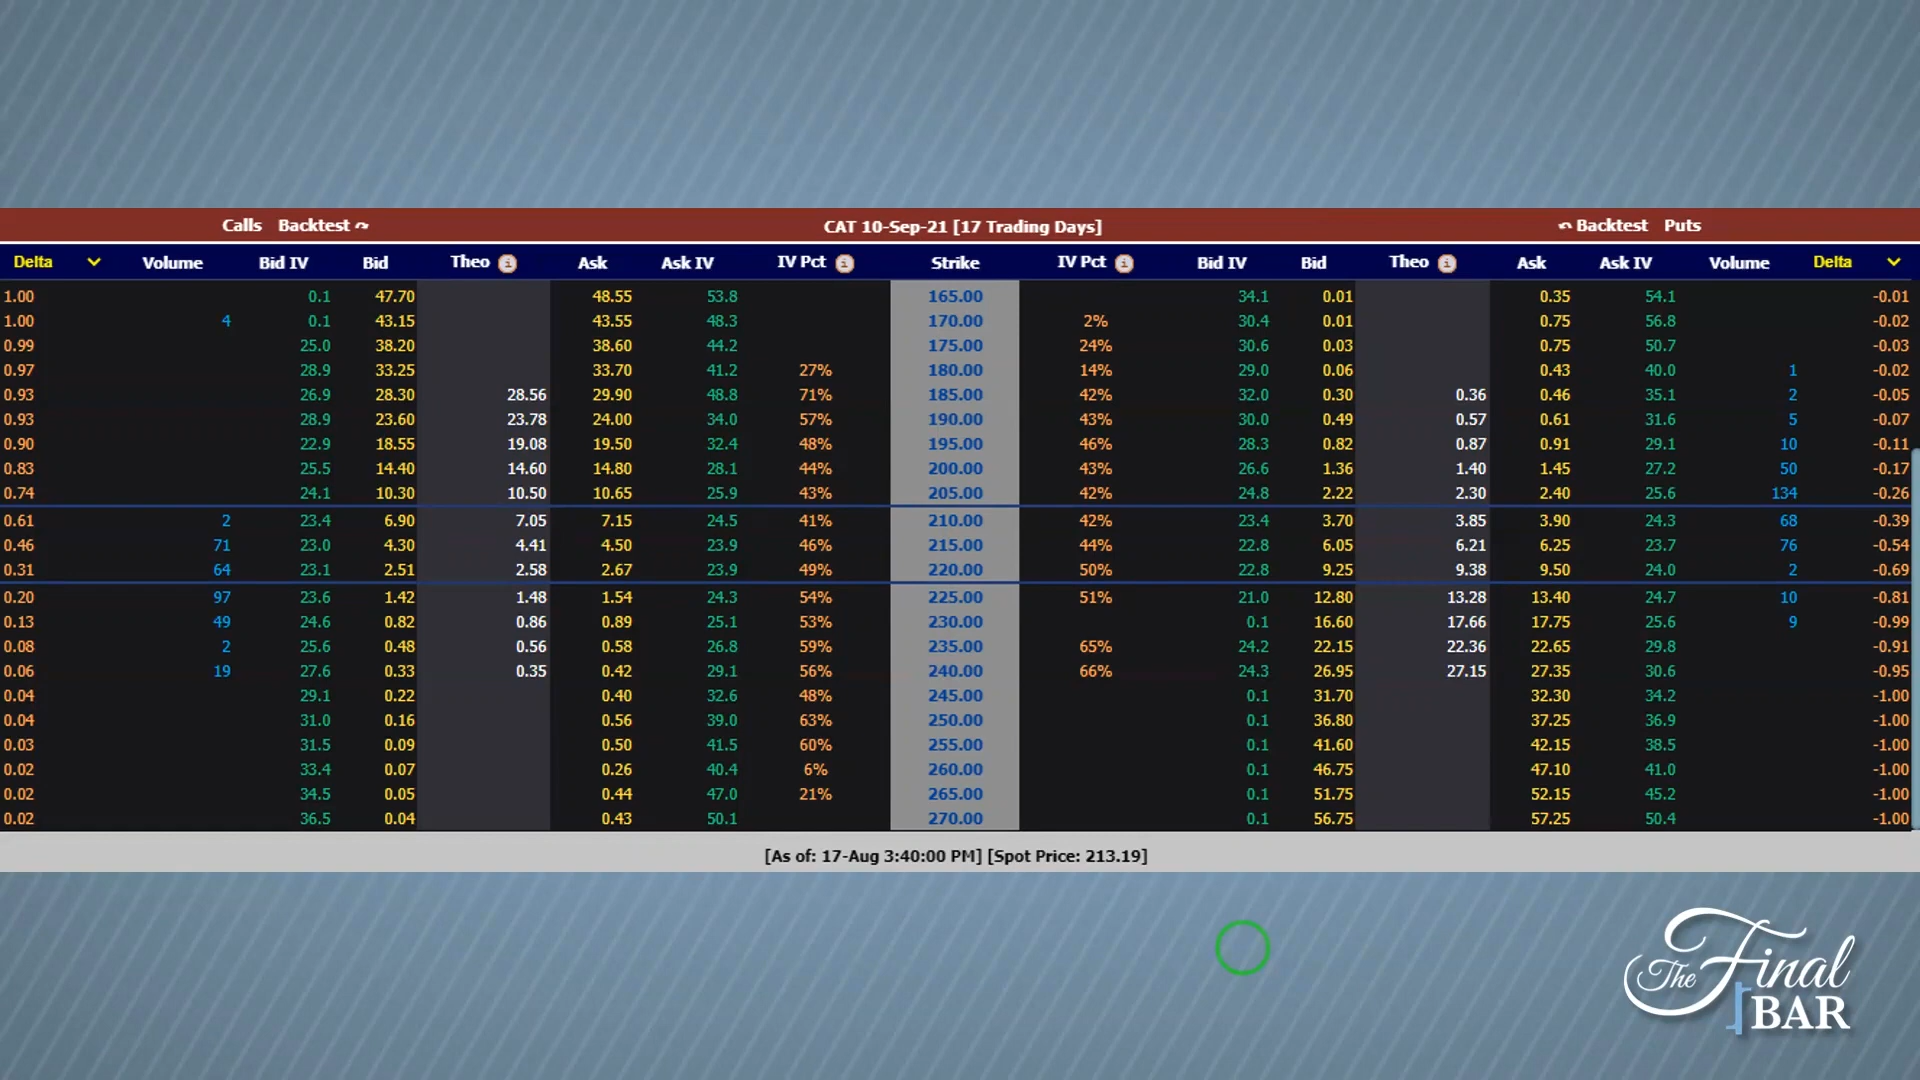 Calls Backtest CAT 10-Sep-21 [17 Trading Days] Backtest Puts
Delta Volume Bid IV Bid Theo Ask Ask IV IV Pct Strike IV Pct Bid IV Bid Theo Ask Ask IV Volume Delta
1.00 0.1 47.70 48.55 53.8 165.00 34.1 0.01 0.35 54.1 -0.01
1.00 4 0.1 43.15 43.55 48.3 170.00 2% 30.4 0.01 0.75 56.8 -0.02
0.99 25.0 38.20 38.60 44.2 175.00 24% 30.6 0.03 0.75 50.7 -0.03
0.97 28.9 33.25 33.70 41.2 27% 180.00 14% 29.0 0.06 0.43 40.0 1 -0.02
0.93 26.9 28.30 28.56 29.90 48.8 71% 185.00 42% 32.0 0.30 0.36 0.46 35.1 2 -0.05
0.93 28.9 23.60 23.78 24.00 34.0 57% 190.00 43% 30.0 0.49 0.57 0.61 31.6 5 -0.07
0.90 22.9 18.55 19.08 19.50 32.4 48% 195.00 46% 28.3 0.82 0.87 0.91 29.1 10 -0.11
0.83 25.5 14.40 14.60 14.80 28.1 44% 200.00 43% 26.6 1.36 1.40 1.45 27.2 50 -0.17
0.74 24.1 10.30 10.50 10.65 25.9 43% 205.00 42% 24.8 2.22 2.30 2.40 25.6 134 -0.26
0.61 2 23.4 6.90 7.05 7.15 24.5 41% 210.00 42% 23.4 3.70 3.85 3.90 24.3 68 -0.39
0.46 71 23.0 4.30 4.41 4.50 23.9 46% 215.00 44% 22.8 6.05 6.21 6.25 23.7 76 -0.54
0.31 64 23.1 2.51 2.58 2.67 23.9 49% 220.00 50% 22.8 9.25 9.38 9.50 24.0 2 -0.69
0.20 97 23.6 1.42 1.48 1.54 24.3 54% 225.00 51% 21.0 12.80 13.28 13.40 24.7 10 -0.81
0.13 49 24.6 0.82 0.86 0.89 25.1 53% 230.00 0.1 16.60 17.66 17.75 25.6 9 -0.99
0.08 2 25.6 0.48 0.56 0.58 26.8 59% 235.00 65% 24.2 22.15 22.36 22.65 29.8 -0.91
0.06 19 27.6 0.33 0.35 0.42 29.1 56% 240.00 66% 24.3 26.95 27.15 27.35 30.6 -0.95
0.04 29.1 0.22 0.40 32.6 48% 245.00 0.1 31.70 32.30 34.2 -1.00
0.04 31.0 0.16 0.56 39.0 63% 250.00 0.1 36.80 37.25 36.9 -1.00
0.03 31.5 0.09 0.50 41.5 60% 255.00 0.1 41.60 42.15 38.5 -1.00
0.02 33.4 0.07 0.26 40.4 6% 260.00 0.1 46.75 47.10 41.0 -1.00
0.02 34.5 0.05 0.44 47.0 21% 265.00 0.1 51.75 52.15 45.2 -1.00
0.02 36.5 0.04 0.43 50.1 270.00 0.1 56.75 57.25 50.4 -1.00
[As of: 17-Aug 3:40:00 PM] [Spot Price: 213.19]
The Final
BAR